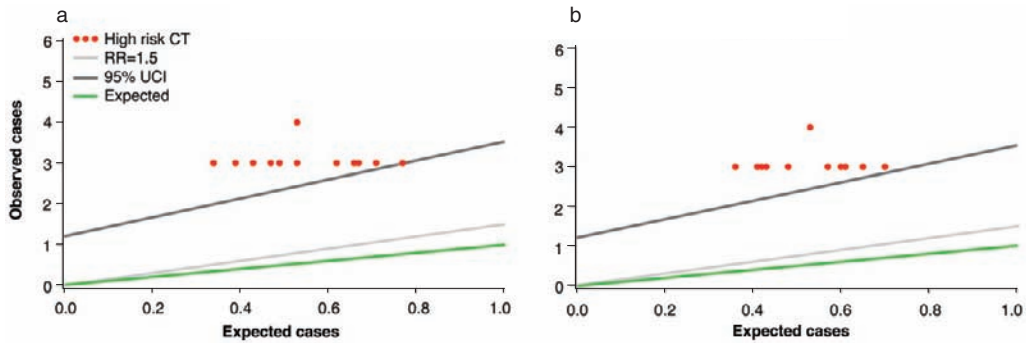 a
6
5
4
3
2
1
0
Observed cases
High risk CT
RR=1.5
95% UCI
Expected
0.0 0.2 0.4 0.6 0.8 1.0
Expected cases
b
6
5
4
3
2
1
0
0.0 0.2 0.4 0.6 0.8 1.0
Expected cases